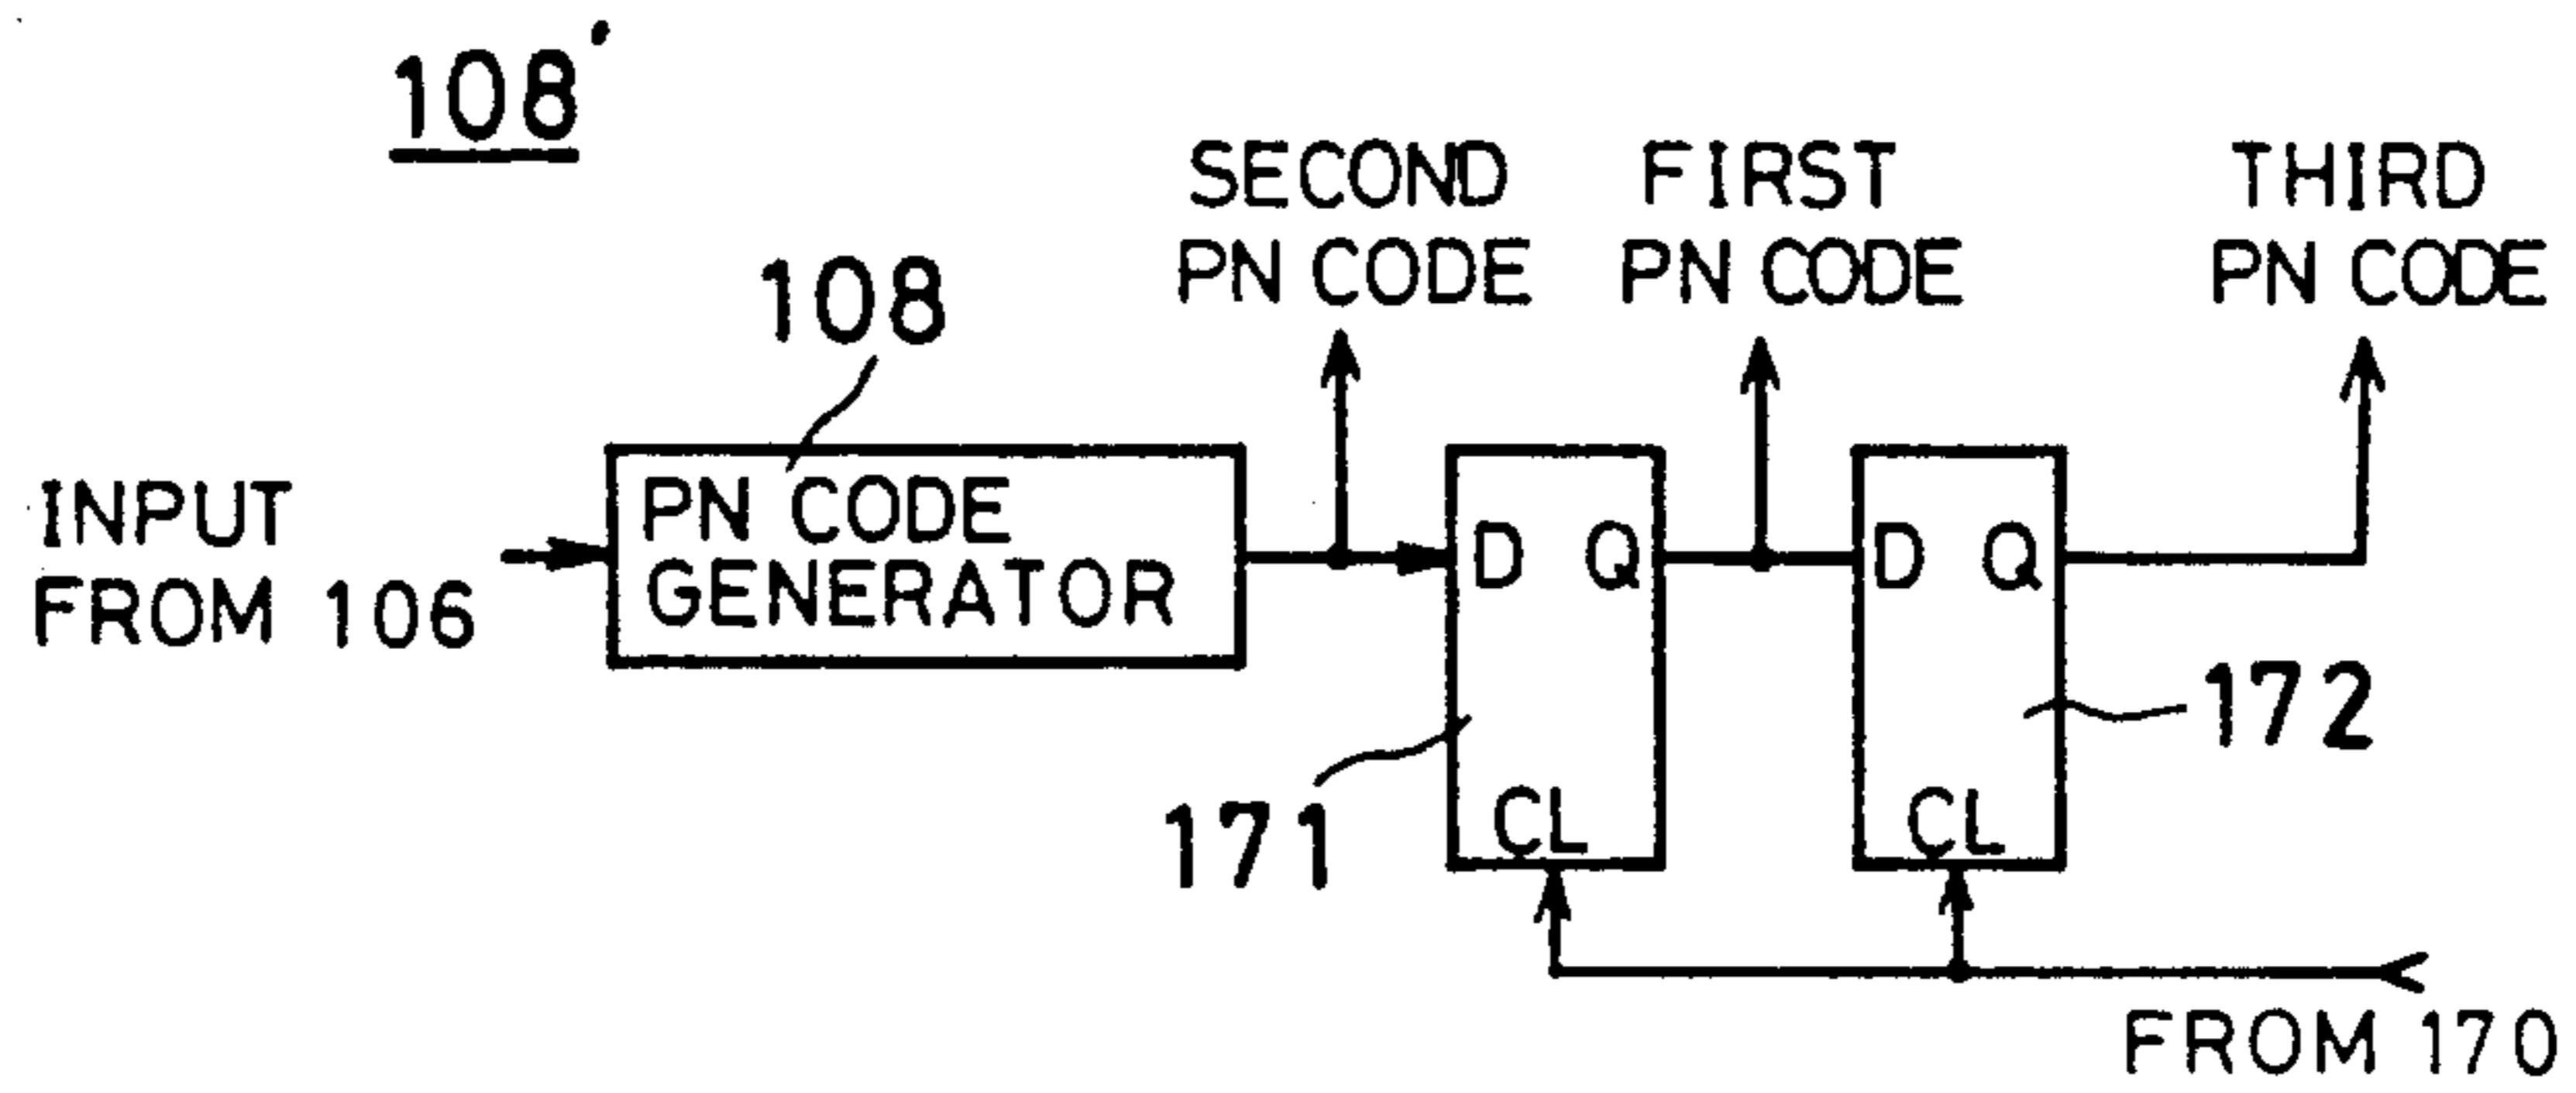 108'
SECOND
PN CODE
FIRST
PN CODE
THIRD
PN CODE
108
INPUT
FROM 106
PN CODE
GENERATOR
D Q
CL
D Q
CL
171
172
FROM 170